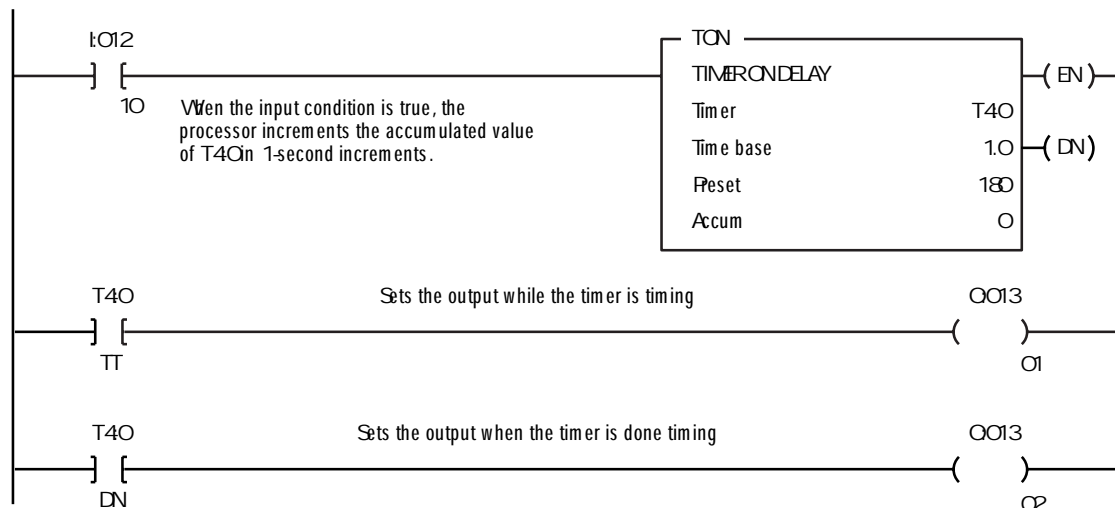 I:012
10
When the input condition is true, the
processor increments the accumulated value
of T4:0 in 1-second increments.
TON
TIMER ON DELAY
Timer T4:0
Time base 1.0
Preset 180
Accum 0
(EN)
(DN)
T4:0
TT
Sets the output while the timer is timing
O:013
01
T4:0
DN
Sets the output when the timer is done timing
O:013
02